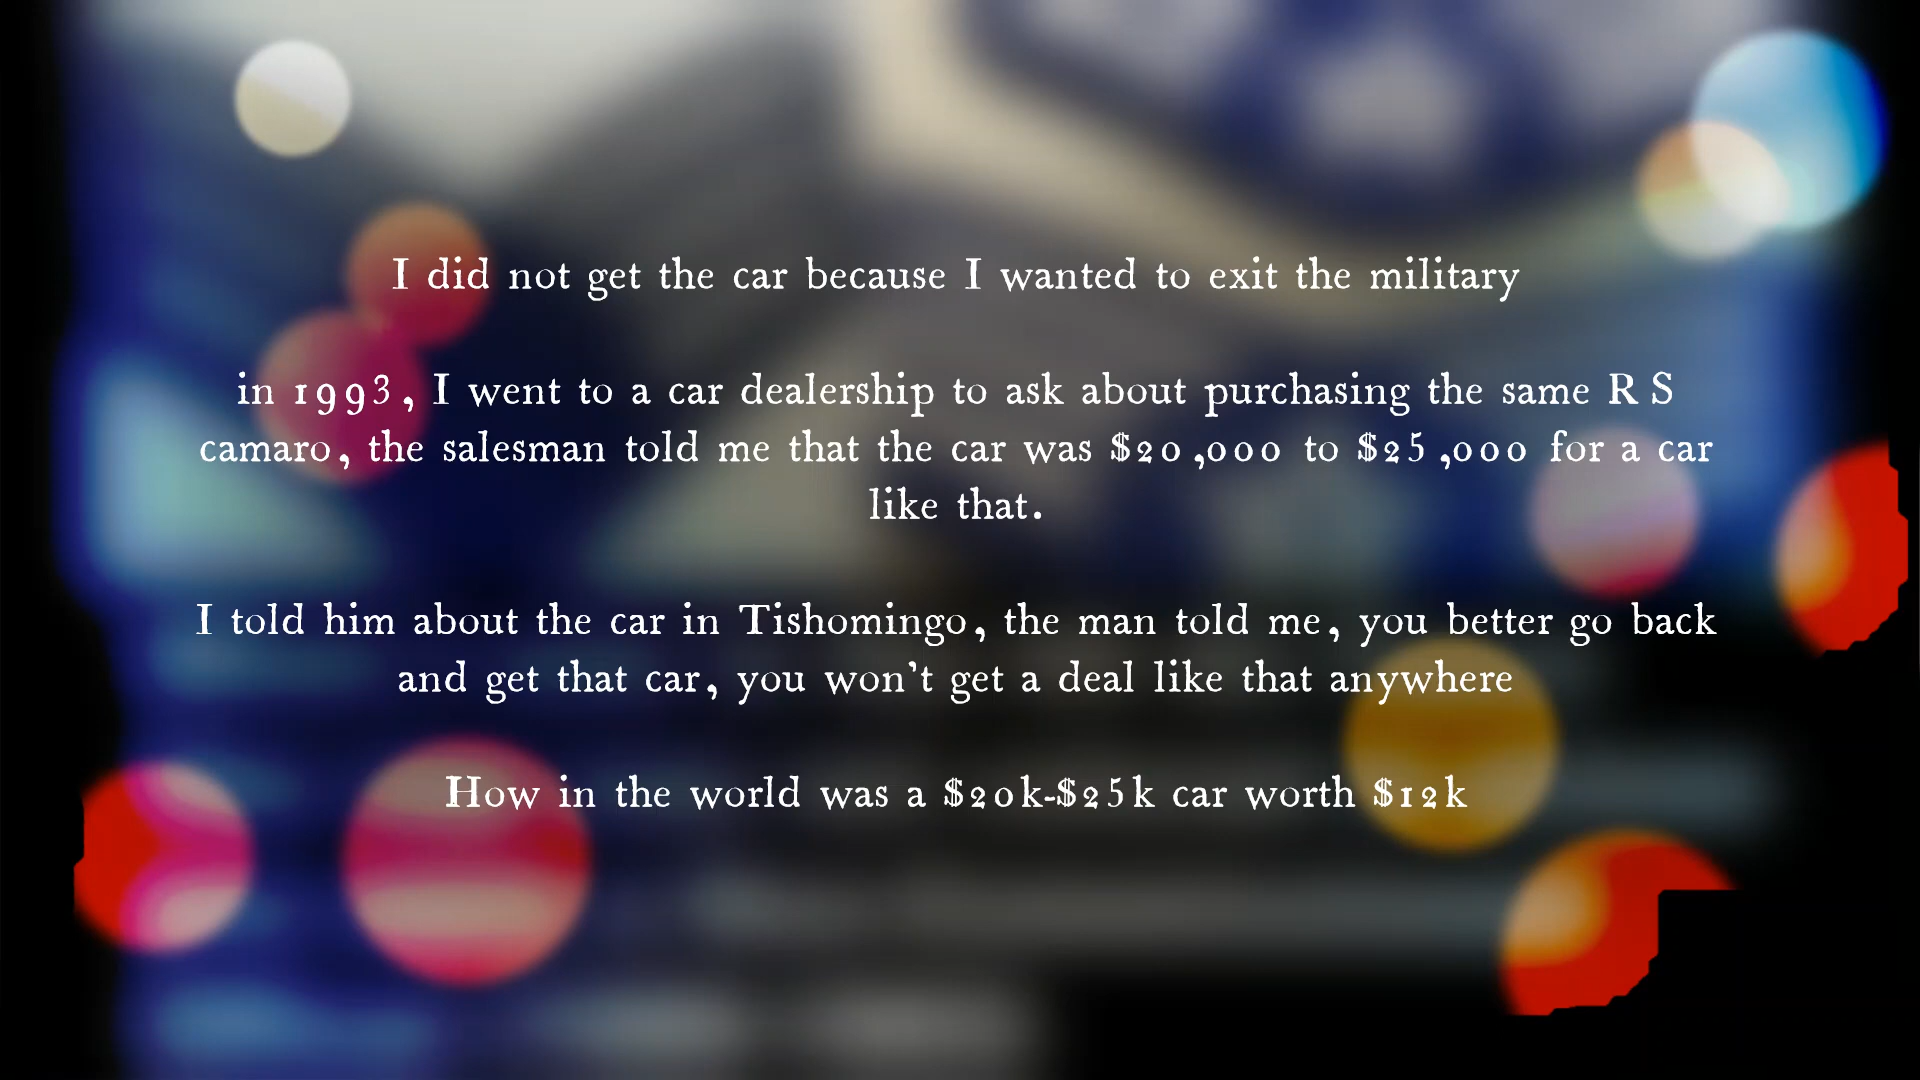 I did not get the car because I wanted to exit the military
in 1993, I went to a car dealership to ask about purchasing the same R S
camaro, the salesman told me that the car was $20,000 to $25,000 for a car
like that.
I told him about the car in Tishomingo, the man told me, you better go back
and get that car, you won't get a deal like that anywhere
How in the world was a $20k-$25k car worth $12k